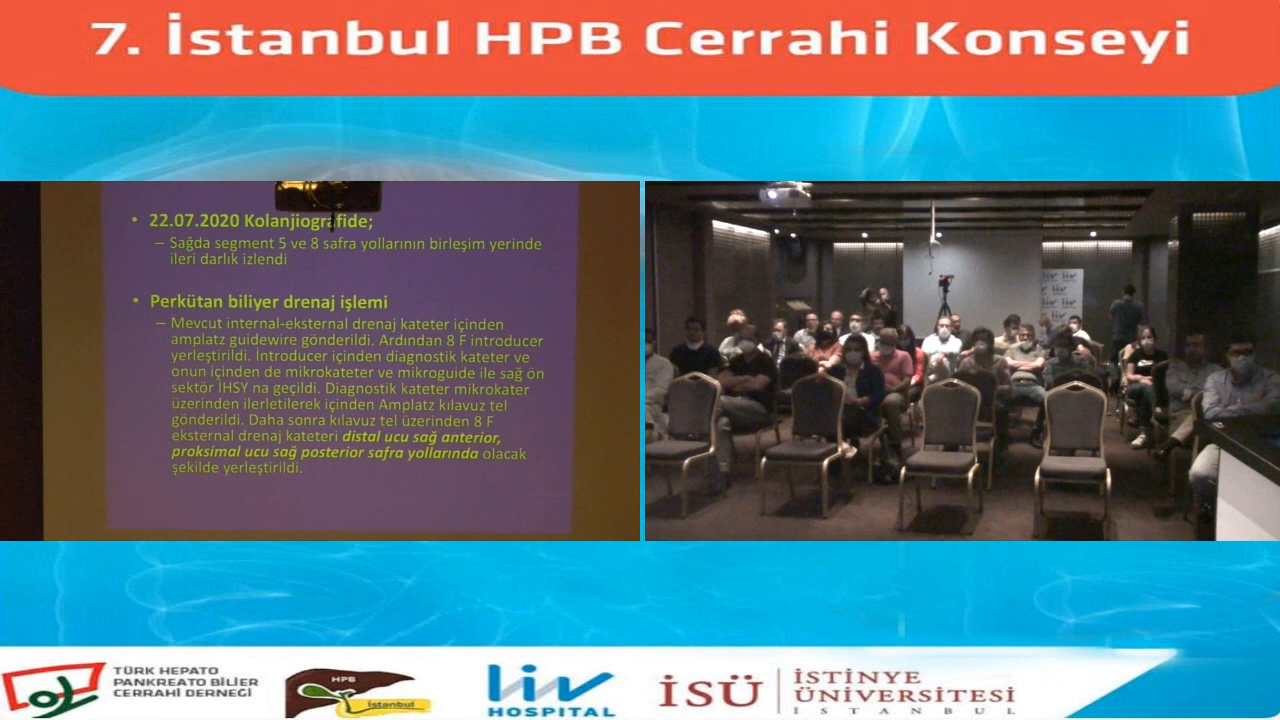 7. İstanbul HPB Cerrahi Konseyi
• 22.07.2020 Kolanjiografide;
– Sağda segment 5 ve 8 safra yollarının birleşim yerinde
ileri darlık izlendi
• Perkütan biliyer drenaj işlemi
– Mevcut internal-eksternal drenaj kateter içinden
amplatz guidewire gönderildi. Ardından 8 F introducer
yerleştirildi. İntroducer içinden diagnostik kateter ve
onun içinden de mikrokateter ve mikroguide ile sağ ön
sektör İHSY na geçildi. Diagnostik kateter mikrokater
üzerinden ilerletilerek içinden Amplatz kılavuz tel
gönderildi. Daha sonra kılavuz tel üzerinden 8 F
eksternal drenaj kateteri distal ucu sağ anterior,
proksimal ucu sağ posterior safra yollarında olacak
şekilde yerleştirildi.
liv
TÜRK HEPATO
PANKREATO BİLİER
CERRAHİ DERNEĞİ
HPB
İstanbul
liv
HOSPITAL
İSÜ
İSTİNYE
ÜNİVERSİTESİ
İSTANBUL